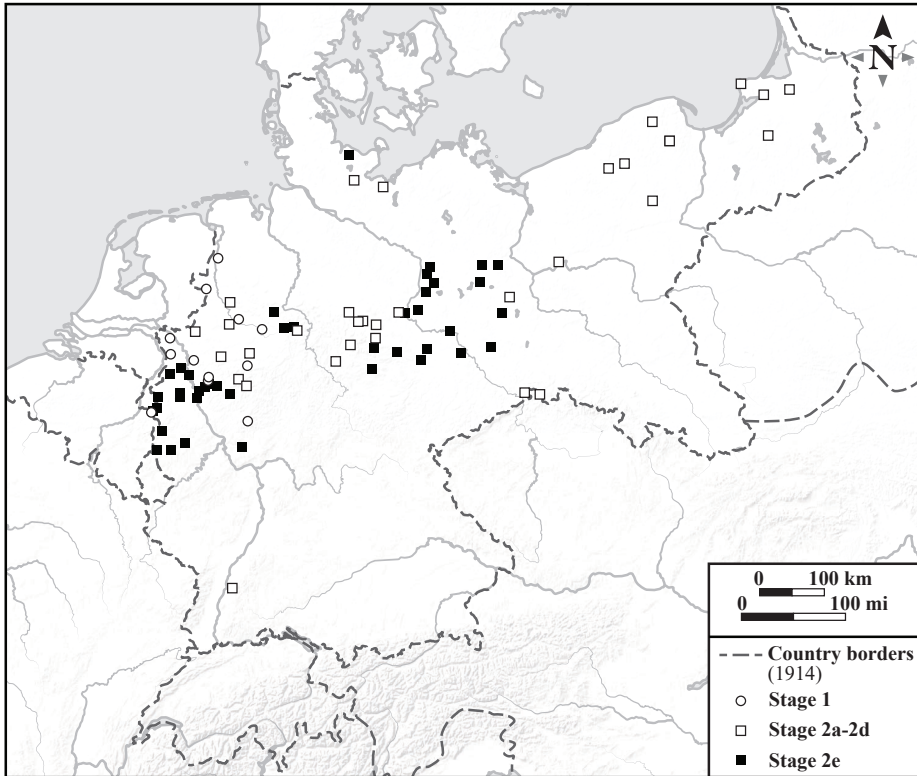 N
0 100 km
0 100 mi
Country borders
(1914)
Stage 1
Stage 2a-2d
Stage 2e